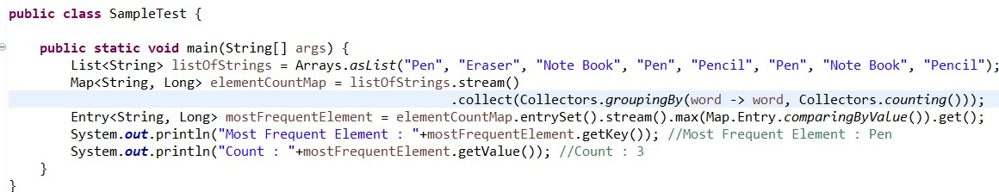 public class SampleTest {
public static void main(String[] args) {
List<String> listOfStrings = Arrays.asList("Pen", "Eraser", "Note Book", "Pen", "Pencil", "Pen", "Note Book", "Pencil");
Map<String, Long> elementCountMap = listOfStrings.stream()
.collect(Collectors.groupingBy(word -> word, Collectors.counting()));
Entry<String, Long> mostFrequentElement = elementCountMap.entrySet().stream().max(Map.Entry.comparingByValue()).get();
System.out.println("Most Frequent Element : "+mostFrequentElement.getKey()); //Most Frequent Element : Pen
System.out.println("Count : "+mostFrequentElement.getValue()); //Count : 3
}
}